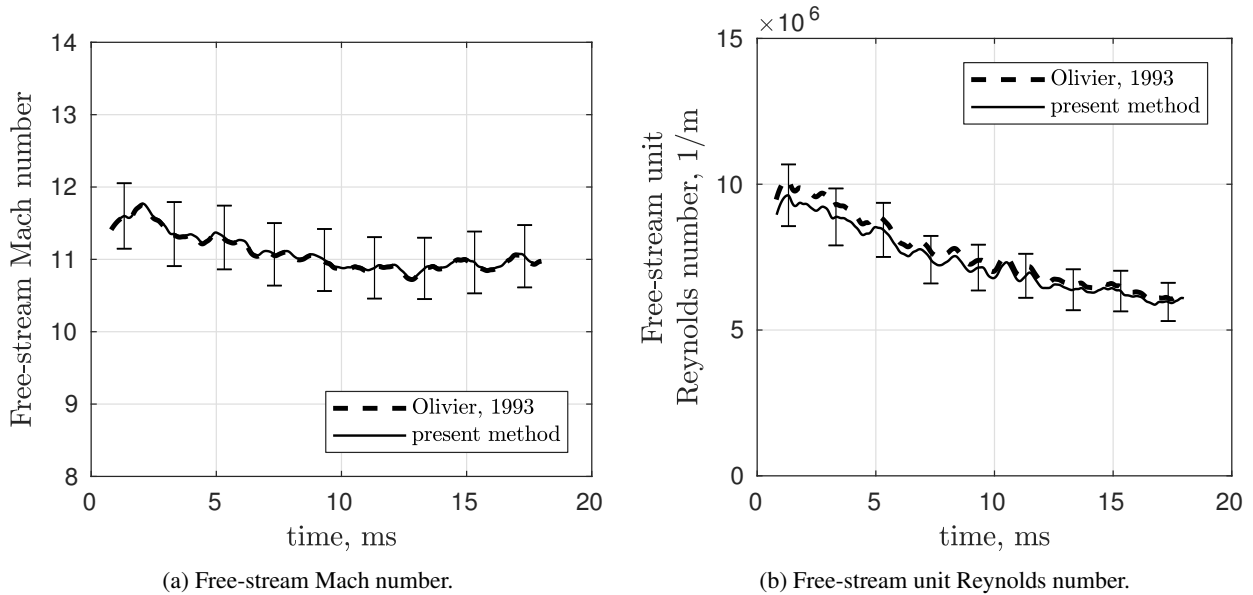 14
13
12
11
10
9
8
0
5
10
15
20
Free-stream Mach number
time, ms
Olivier, 1993
present method
(a) Free-stream Mach number.
×10^6
15
10
5
0
0
5
10
15
20
Free-stream unit
Reynolds number, 1/m
time, ms
Olivier, 1993
present method
(b) Free-stream unit Reynolds number.